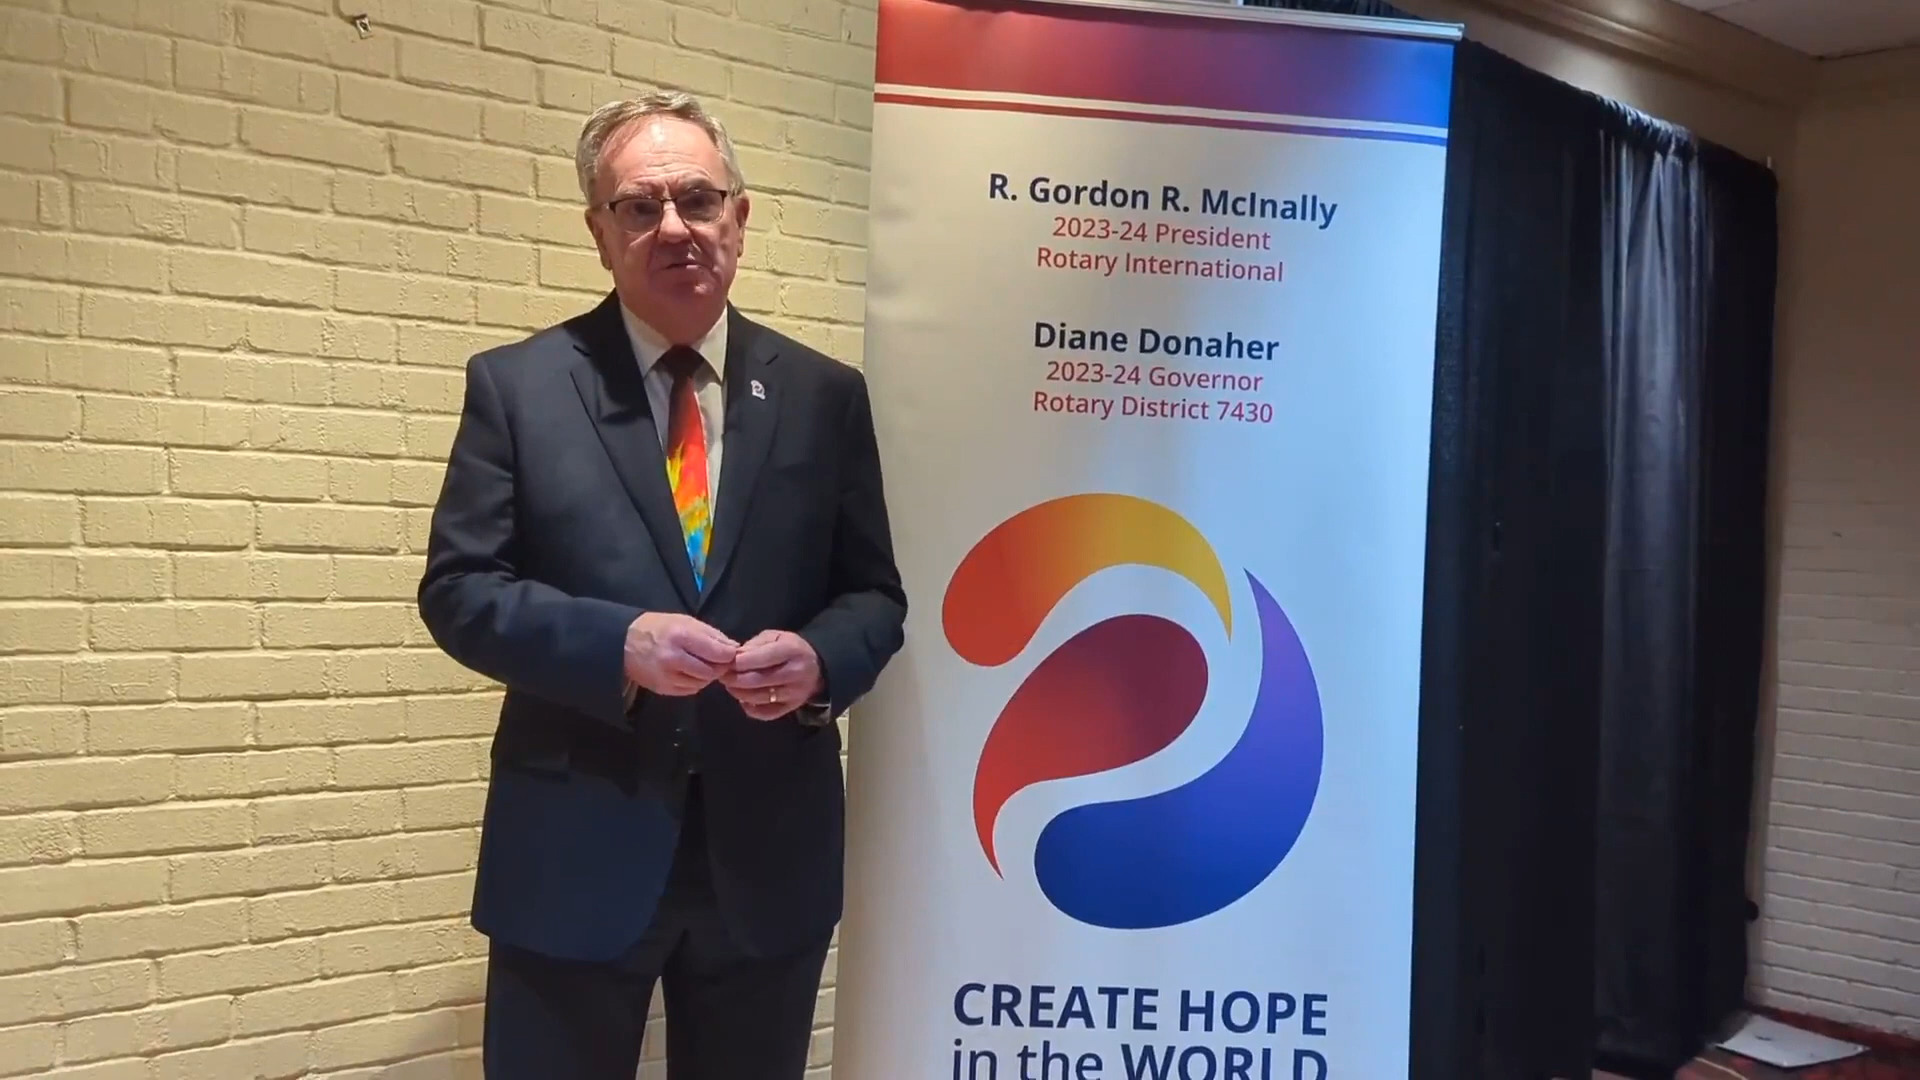 R. Gordon R. McInally
2023-24 President
Rotary International
Diane Donaher
2023-24 Governor
Rotary District 7430
CREATE HOPE
in the WORLD